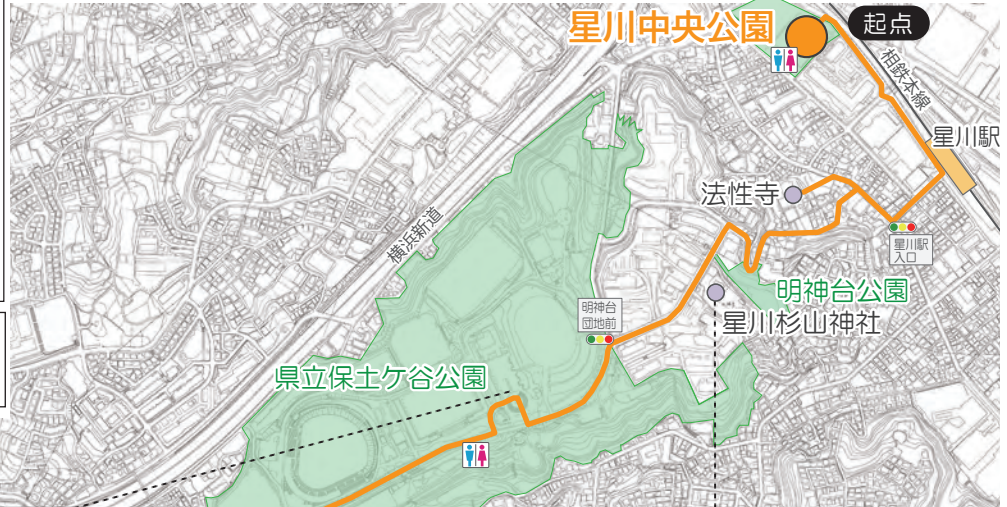 星川中央公園
起点
相鉄本線
星川駅
法性寺
横浜新道
星川駅
入口
明神台公園
明神台
団地前
星川杉山神社
県立保土ケ谷公園